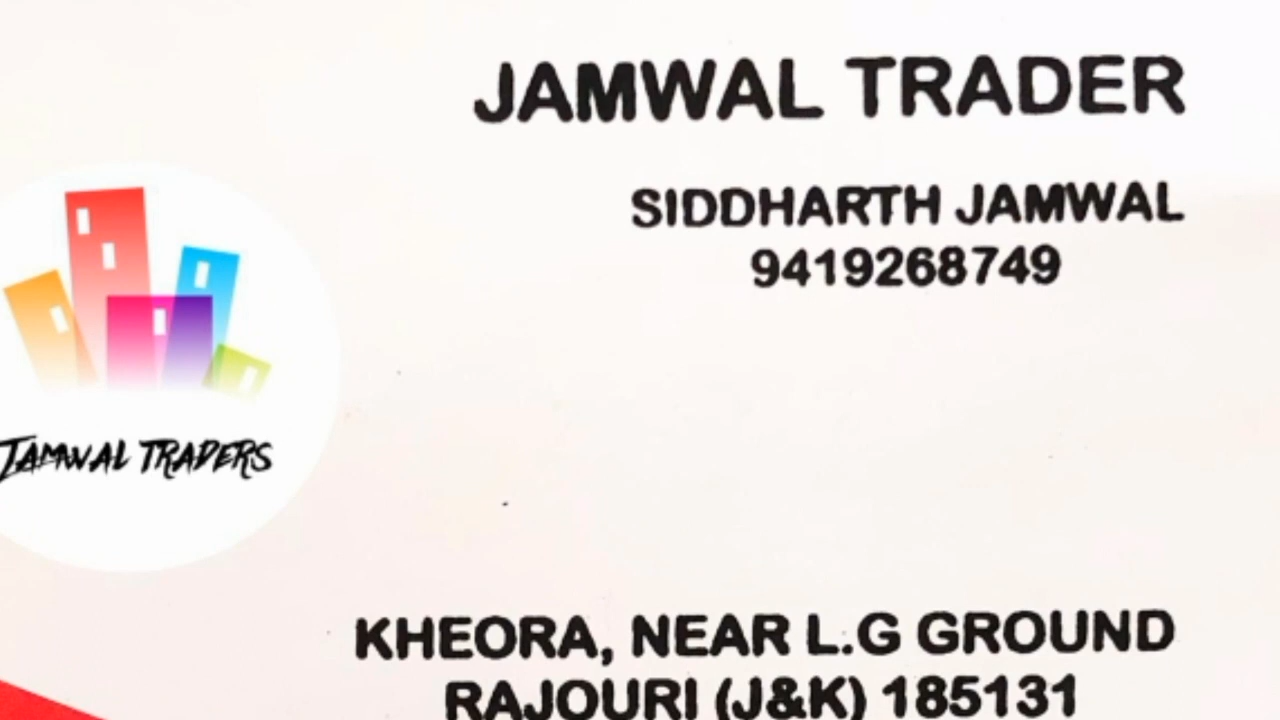 JAMWAL TRADER
SIDDHARTH JAMWAL
9419268749
JAMWAL TRADERS
KHEORA, NEAR L.G GROUND
RAJOURI (J&K) 185131